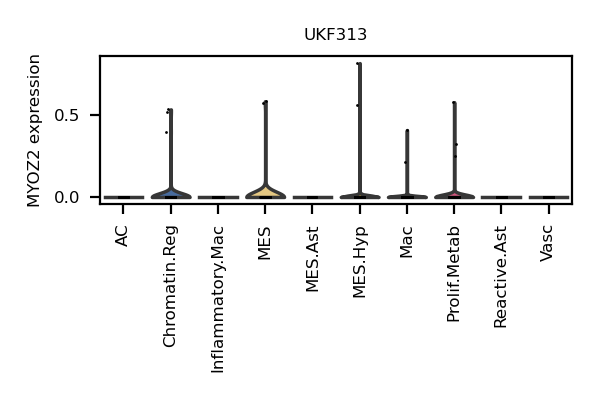 UKF313
MYOZ2 expression
0.5
0.0
AC
Chromatin.Reg
Inflammatory.Mac
MES
MES.Ast
MES.Hyp
Mac
Prolif.Metab
Reactive.Ast
Vasc